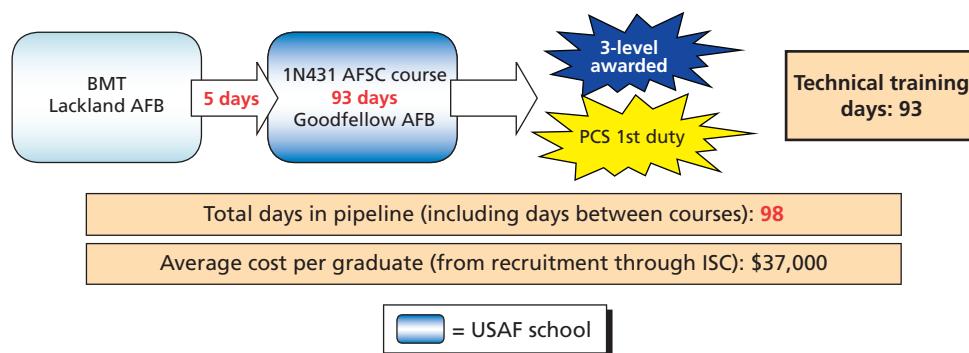 BMT
Lackland AFB
5 days
1N431 AFSC course
93 days
Goodfellow AFB
3-level
awarded
PCS 1st duty
Technical training
days: 93
Total days in pipeline (including days between courses): 98
Average cost per graduate (from recruitment through ISC): $37,000
= USAF school